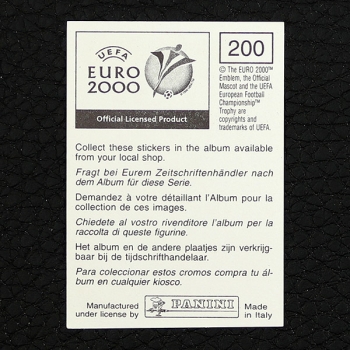 UEFA
EURO
2000
Official Licensed Product
200
© The EURO 2000™
Emblem, the Official
Mascot and the UEFA
European Football
Championship™
Trophy are
copyrights and
trademarks of UEFA.
Collect these stickers in the album available
from your local shop.
Fragt bei Eurem Zeitschriftenhändler nach
dem Album für diese Serie.
Demandez à votre détaillant l'Album pour la
collection de ces images.
Chiedete al vostro rivenditore l'album per la
raccolta di queste figurine.
Het album en de andere plaatjes zijn verkrijg-
baar bij de tijdschrifthandelaar.
Para coleccionar estos cromos compra tu ál-
bum en cualquier kiosco.
Manufactured
under license by
PANINI
Made
in Italy